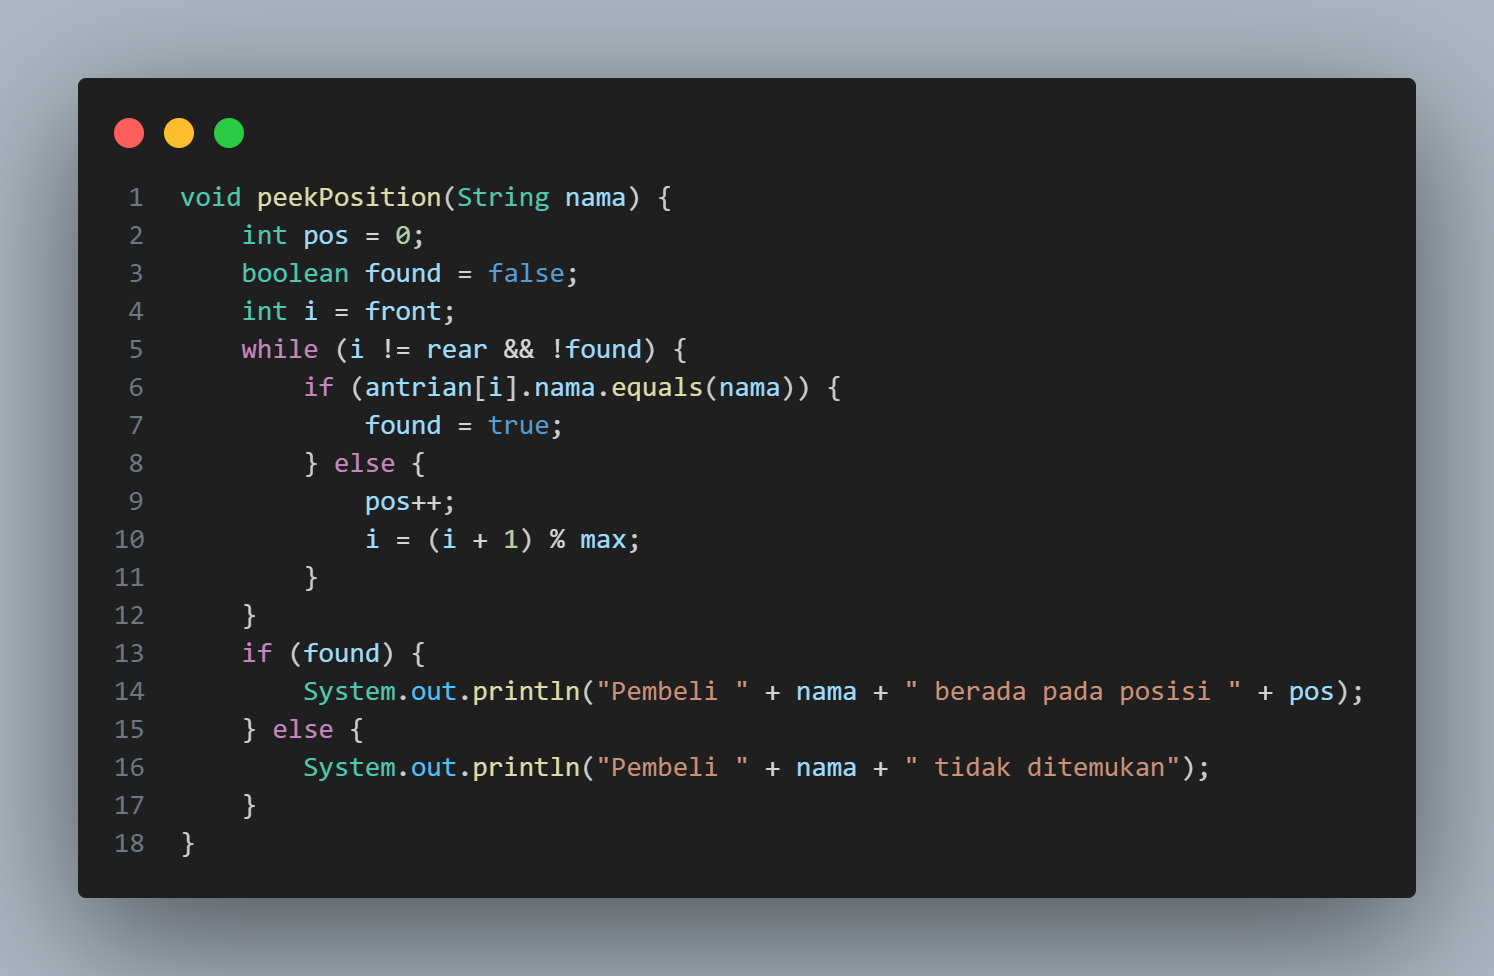 1 void peekPosition(String nama) {
2     int pos = 0;
3     boolean found = false;
4     int i = front;
5     while (i != rear && !found) {
6         if (antrian[i].nama.equals(nama)) {
7             found = true;
8         } else {
9             pos++;
10             i = (i + 1) % max;
11         }
12     }
13     if (found) {
14         System.out.println("Pembeli " + nama + " berada pada posisi " + pos);
15     } else {
16         System.out.println("Pembeli " + nama + " tidak ditemukan");
17     }
18 }